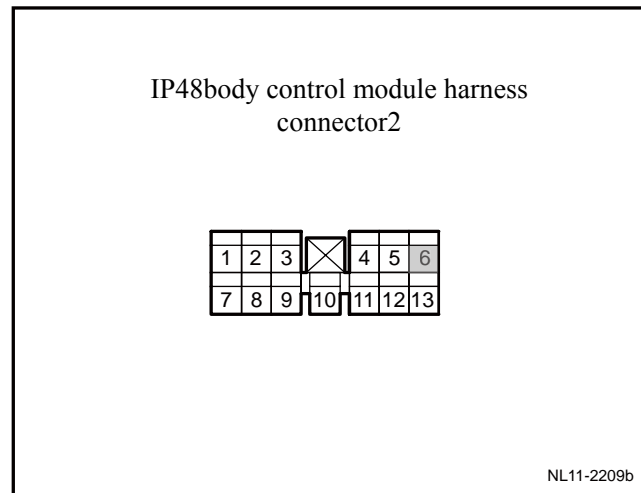 IP48body control module harness
connector2
1 2 3 4 5 6
7 8 9 10 11 12 13
NL11-2209b